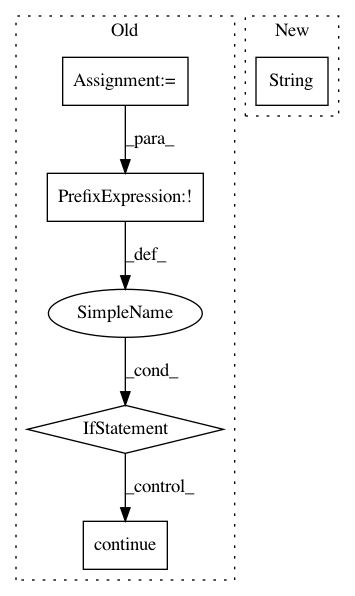 Old
New
Assignment:=
String
_para_
PrefixExpression:!
_def_
SimpleName
_cond_
IfStatement
_control_
continue